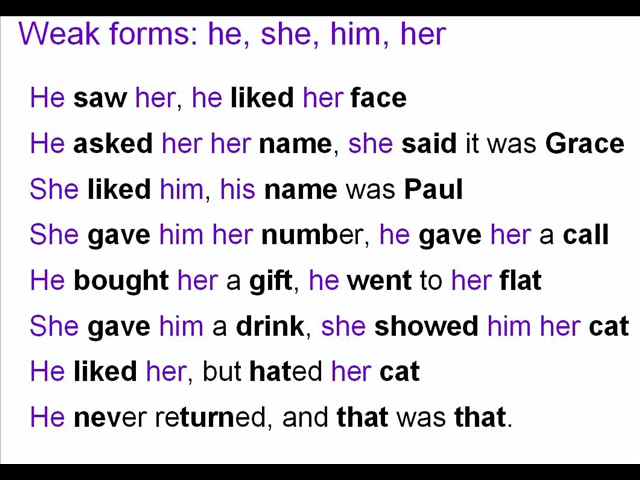 Weak forms: he, she, him, her
He saw her, he liked her face
He asked her her name, she said it was Grace
She liked him, his name was Paul
She gave him her number, he gave her a call
He bought her a gift, he went to her flat
She gave him a drink, she showed him her cat
He liked her, but hated her cat
He never returned, and that was that.